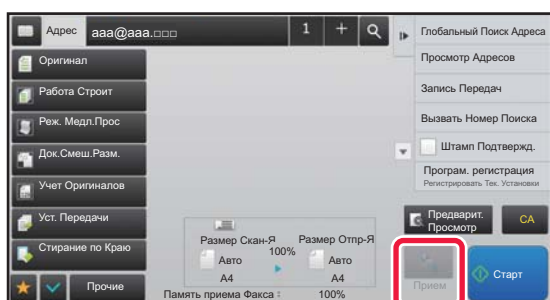 Адрес aaa@aaa.□□□ 1 +
Оригинал
Работа Строит
Реж. Медл.Прос
Док.Смеш.Разм.
Учет Оригиналов
Уст. Передачи
Стирание по Краю
Прочие
Размер Скан-Я Размер Отпр-Я
100%
Авто Авто
A4 A4
Память приема Факса : 100%
Глобальный Поиск Адреса
Просмотр Адресов
Запись Передач
Вызвать Номер Поиска
Штамп Подтвержд.
Програм. регистрация
Регистрировать Тек. Установки
Предварит.
Просмотр
CA
Прием
Старт